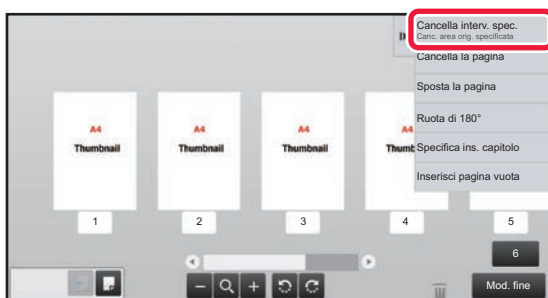 Cancella interv. spec.
Canc. area orig. specificata
Cancella la pagina
Sposta la pagina
Ruota di 180°
Specifica ins. capitolo
Inserisci pagina vuota
A4
Thumbnail
A4
Thumbnail
A4
Thumbnail
A4
Thumb
1
2
3
4
5
6
Mod. fine